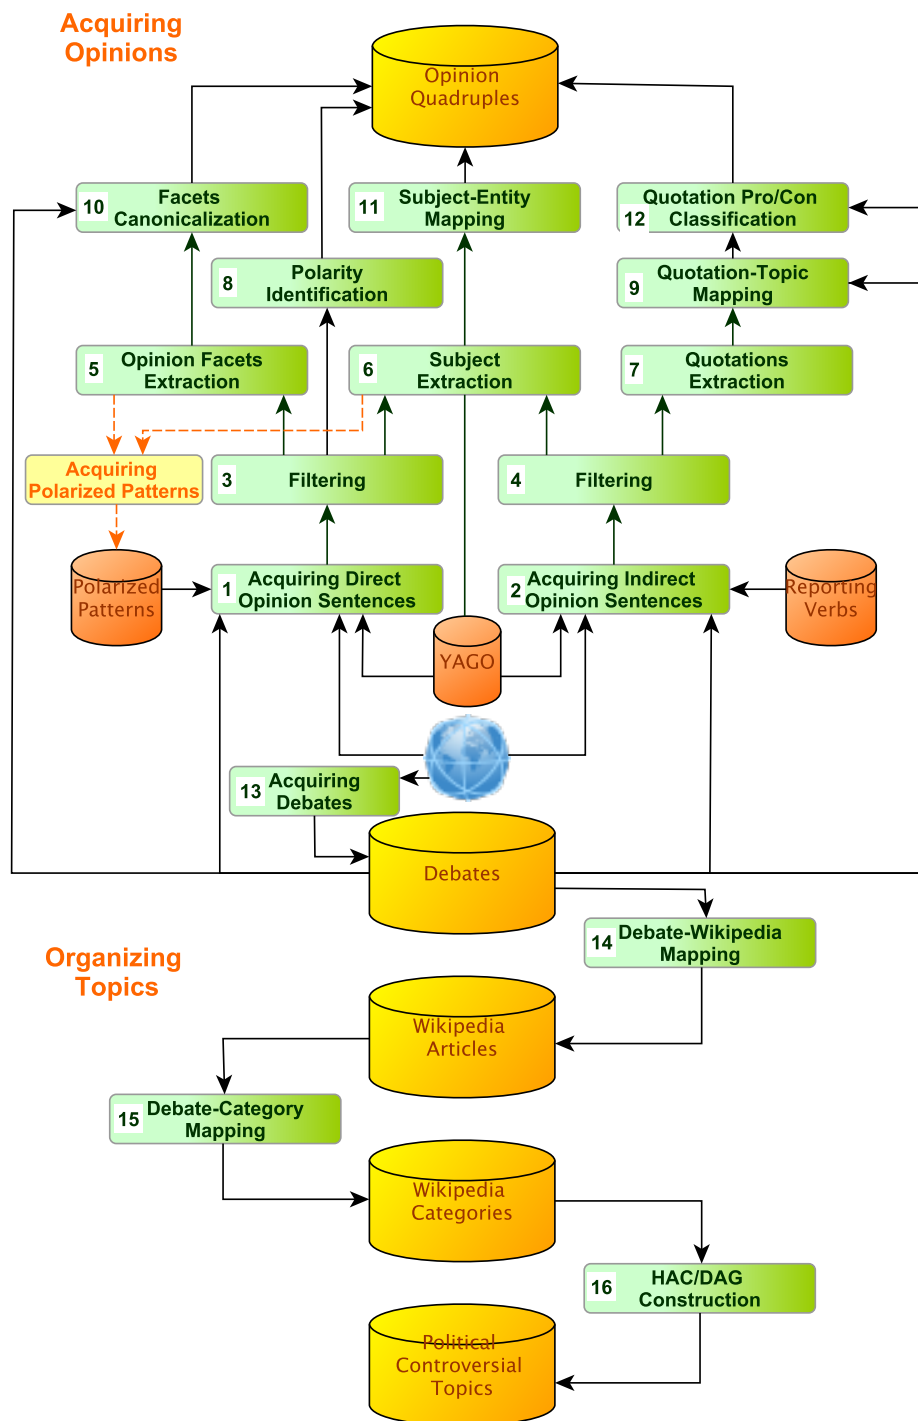 Acquiring
Opinions
Opinion
Quadruples
10
Facets
Canonicalization
11
Subject-Entity
Mapping
12
Quotation Pro/Con
Classification
8
Polarity
Identification
9
Quotation-Topic
Mapping
5
Opinion Facets
Extraction
6
Subject
Extraction
7
Quotations
Extraction
Acquiring
Polarized Patterns
3
Filtering
4
Filtering
Polarized
Patterns
1
Acquiring Direct
Opinion Sentences
2
Acquiring Indirect
Opinion Sentences
Reporting
Verbs
YAGO
13
Acquiring
Debates
Debates
14
Debate-Wikipedia
Mapping
Organizing
Topics
Wikipedia
Articles
15
Debate-Category
Mapping
Wikipedia
Categories
16
HAC/DAG
Construction
Political
Controversial
Topics